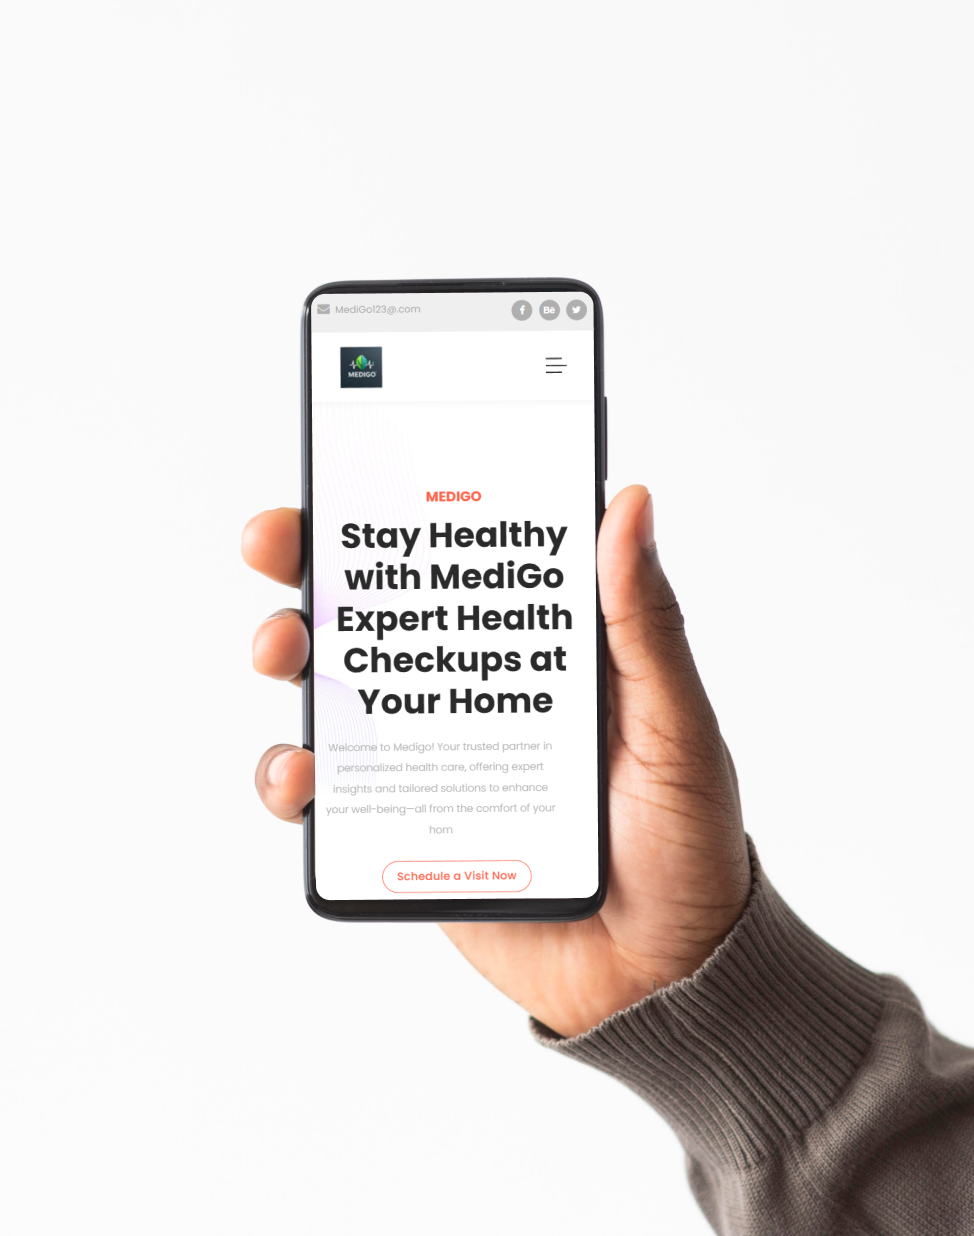 MediGo123@.com
f
Bē
MEDIGO
MEDIGO
Stay Healthy
with MediGo
Expert Health
Checkups at
Your Home
Welcome to Medigo! Your trusted partner in
personalized health care, offering expert
insights and tailored solutions to enhance
your well-being—all from the comfort of your
hom
Schedule a Visit Now